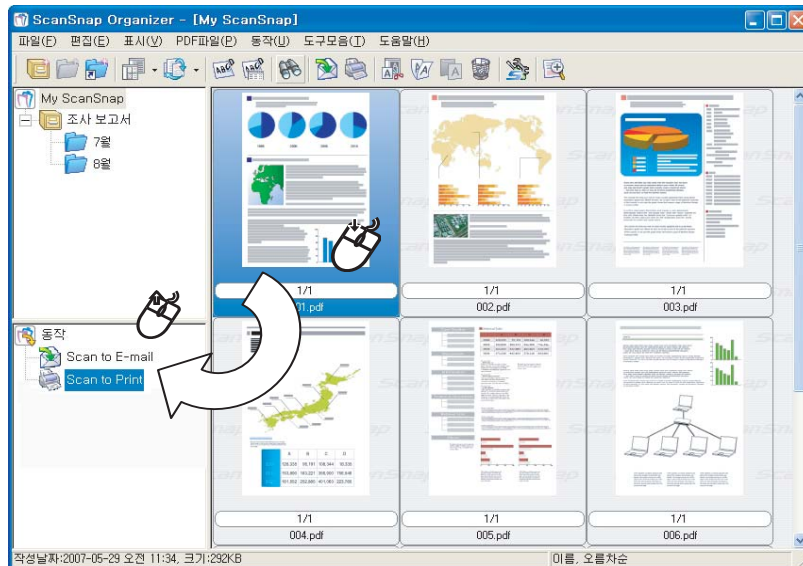 ScanSnap Organizer - [My ScanSnap]
파일(F) 편집(E) 표시(V) PDF파일(P) 동작(U) 도구모음(T) 도움말(H)
My ScanSnap
조사 보고서
7월
8월
1/1
1/1
1/1
01.pdf
002.pdf
003.pdf
동작
Scan to E-mail
Scan to Print
A B C D
1/1
1/1
1/1
004.pdf
005.pdf
006.pdf
작성날짜:2007-05-29 오전 11:34, 크기:292KB
이름, 오름차순